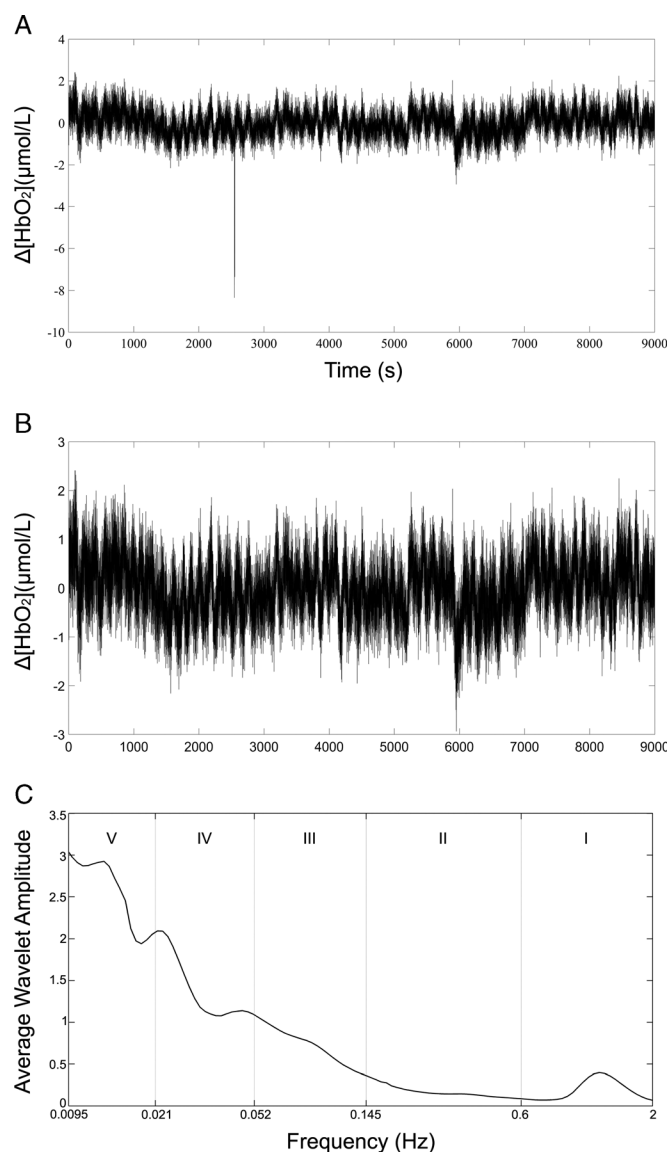 A
4
2
0
-2
-4
-6
-8
-10
Δ[HbO₂](μmol/L)
0 1000 2000 3000 4000 5000 6000 7000 8000 9000
Time (s)
B
3
2
1
0
-1
-2
-3
Δ[HbO₂](μmol/L)
0 1000 2000 3000 4000 5000 6000 7000 8000 9000
C
3.5
3
2.5
2
1.5
1
0.5
0
Average Wavelet Amplitude
V IV III II I
0.0095 0.021 0.052 0.145 0.6 2
Frequency (Hz)